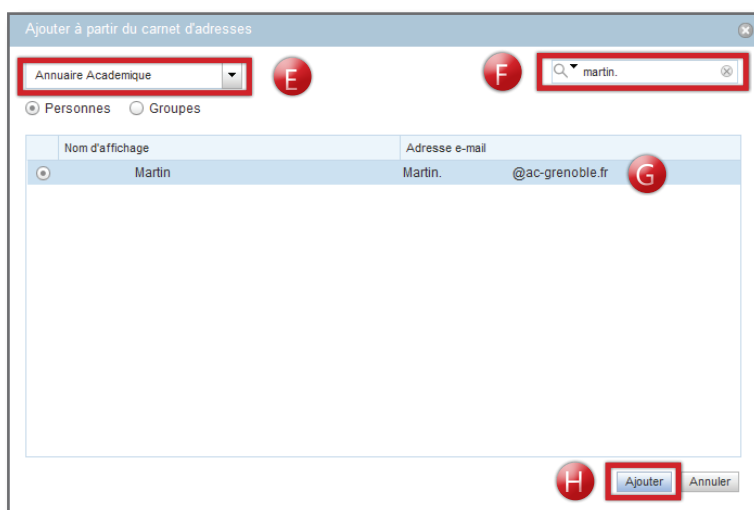 Ajouter à partir du carnet d'adresses
Annuaire Academique E F martin.
Personnes Groupes
Nom d'affichage Adresse e-mail
Martin Martin. @ac-grenoble.fr G
H Ajouter Annuler